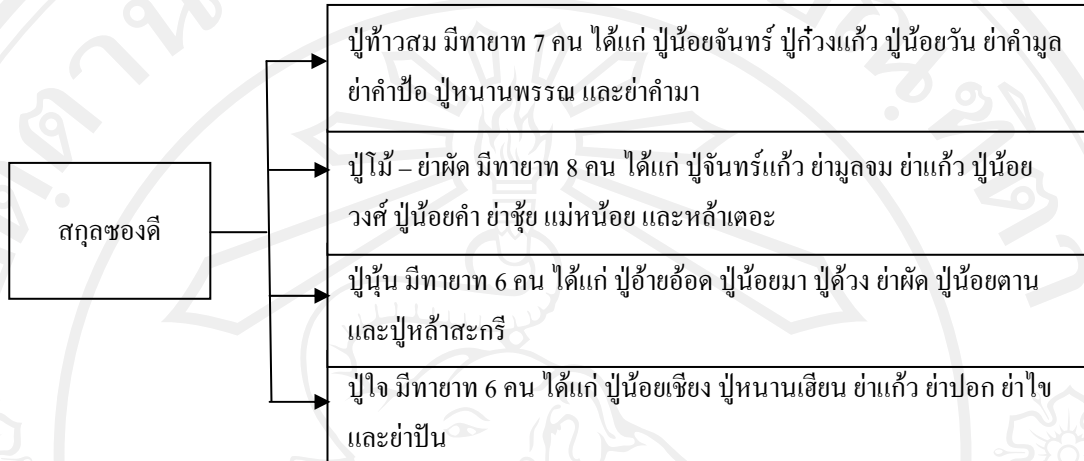 ปู่ท้าวสม มีทายาท 7 คน ได้แก่ ปู่น้อยจันทร์ ปู่ก๋วงแก้ว ปู่น้อยวัน ย่าคำมูล
ย่าคำป้อ ปู่หนานพรรณ และย่าคำมา
ปู่โม้ – ย่าผัด มีทายาท 8 คน ได้แก่ ปู่จันทร์แก้ว ย่ามูลจม ย่าแก้ว ปู่น้อย
วงศ์ ปู่น้อยคำ ย่าชุ้ย แม่หน้อย และหล้าเตอะ
สกุลซองดี
ปู่นุ้น มีทายาท 6 คน ได้แก่ ปู่อ้ายอ้อด ปู่น้อยมา ปู่ด้วง ย่าผัด ปู่น้อยตาน
และปู่หล้าสะกรี
ปู่ใจ มีทายาท 6 คน ได้แก่ ปู่น้อยเชียง ปู่หนานเฮียน ย่าแก้ว ย่าปอก ย่าไข
และย่าปัน